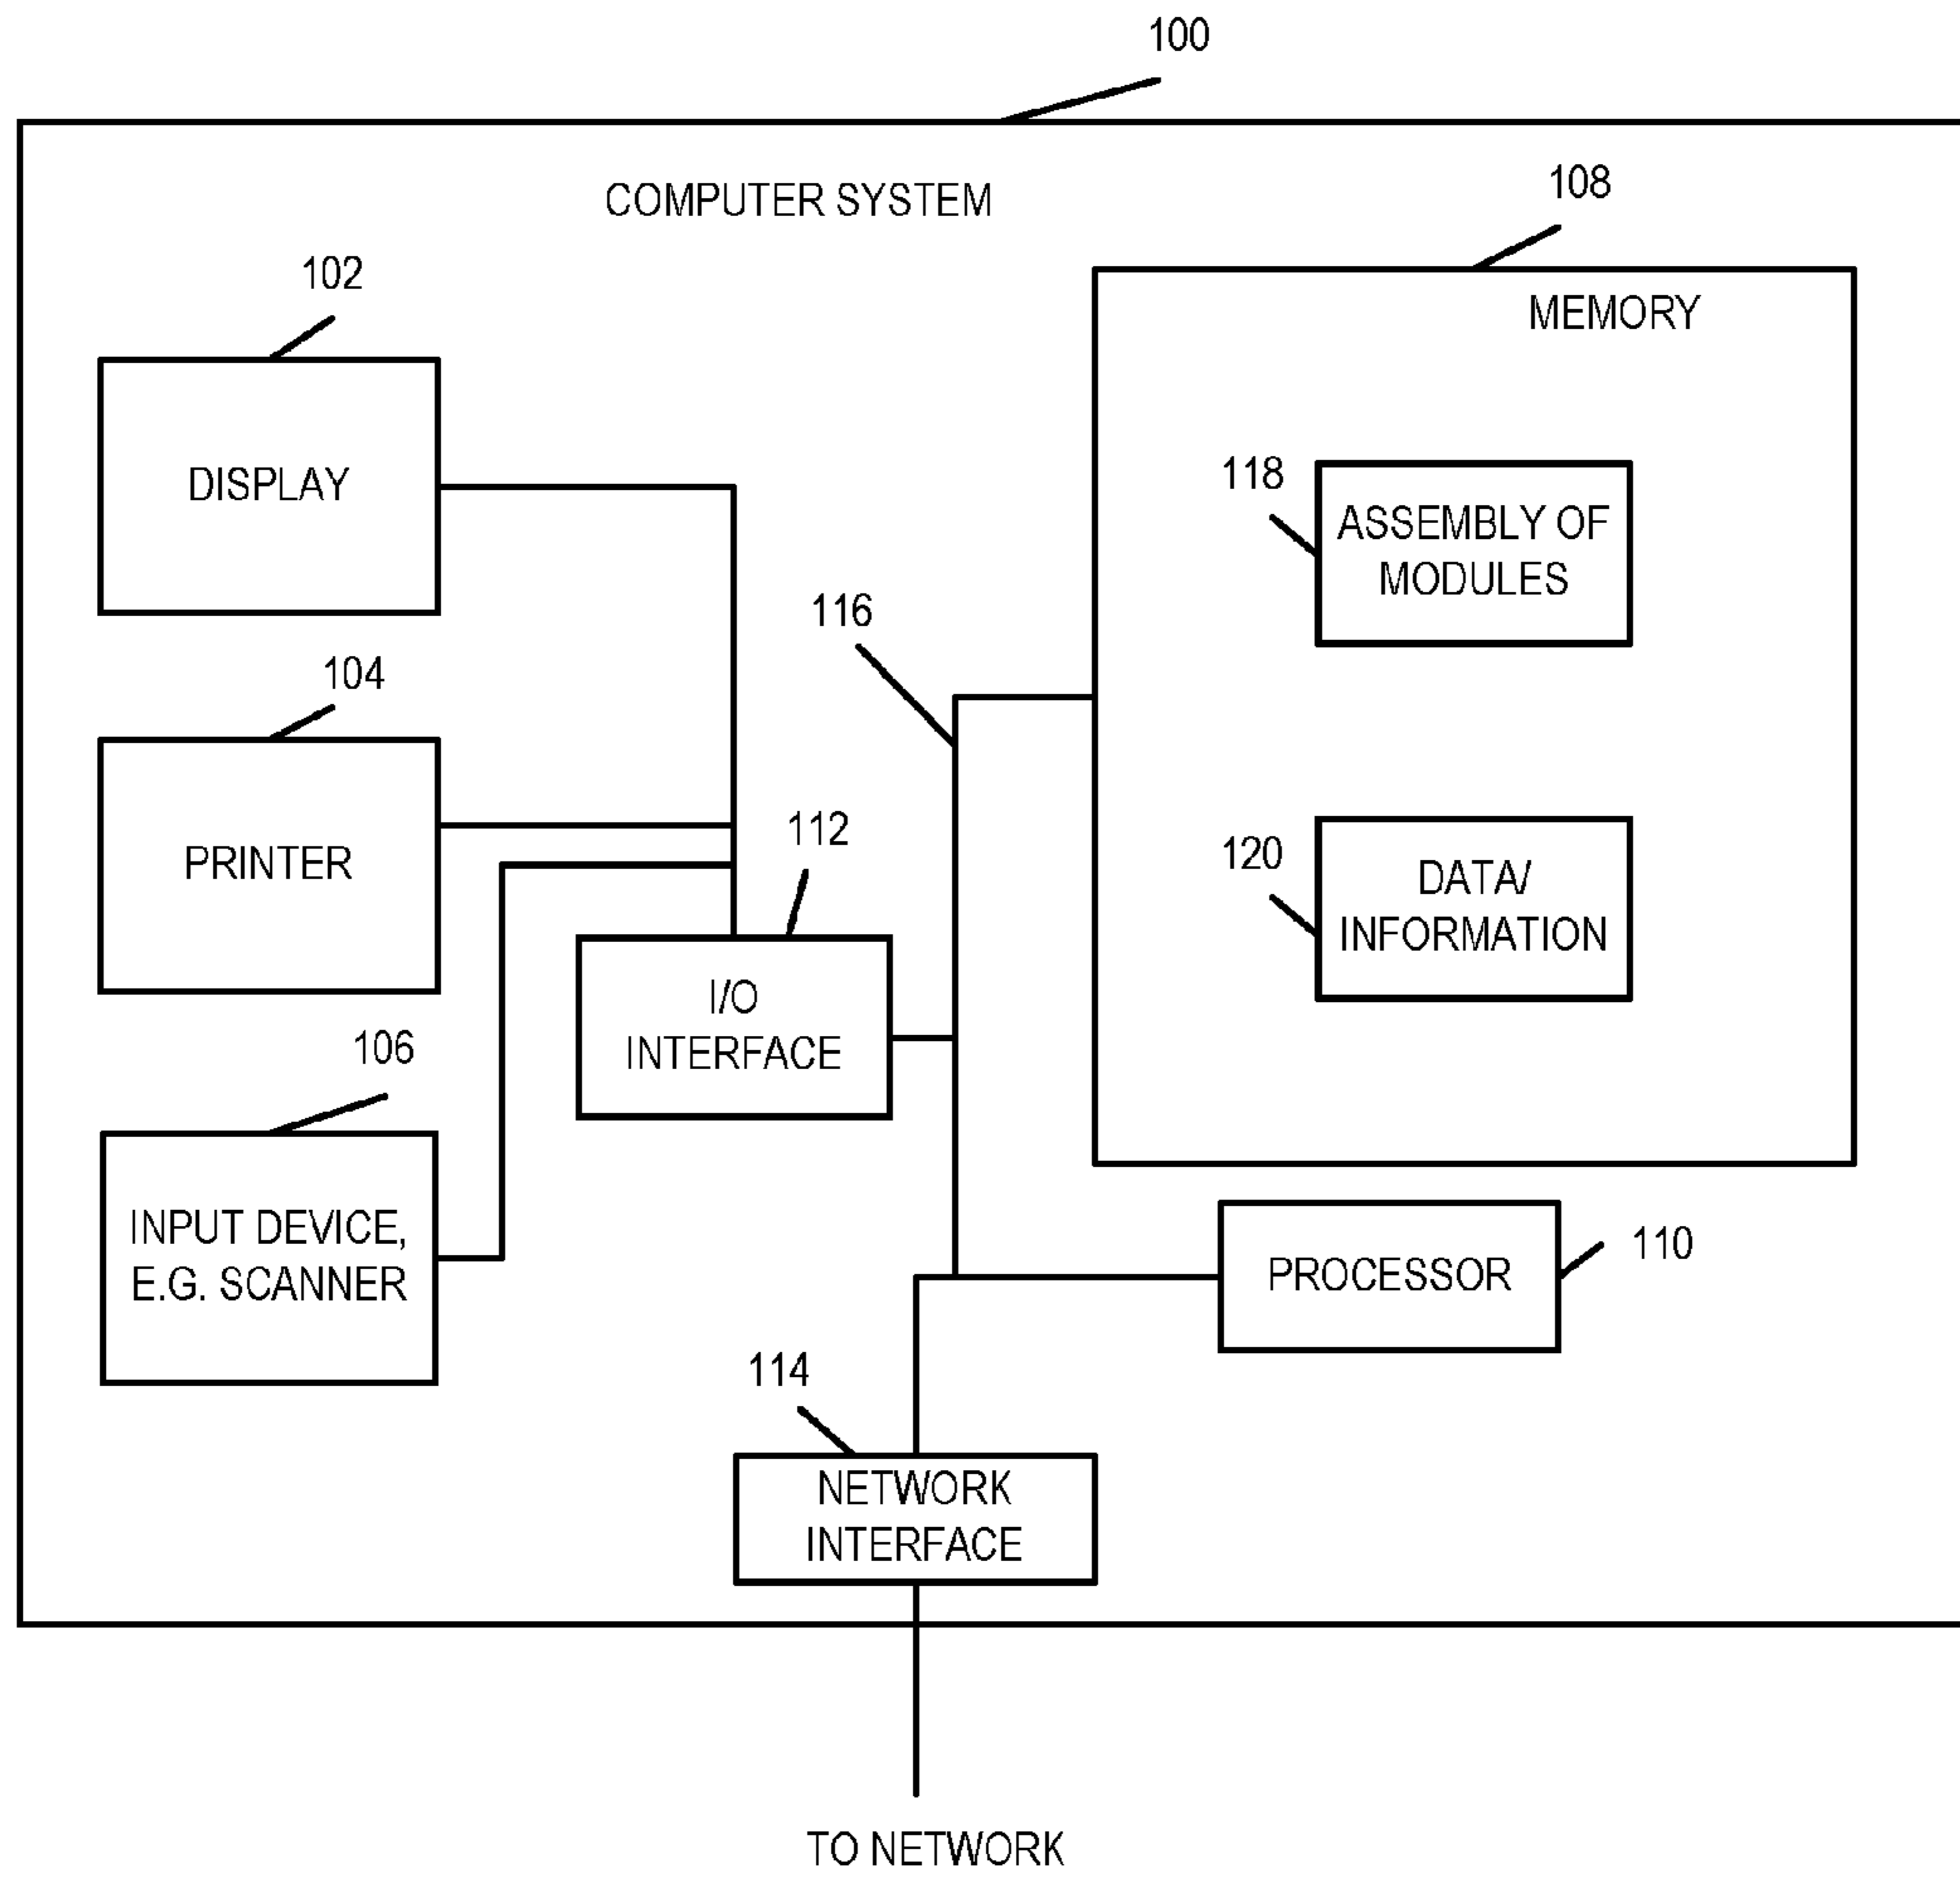 100
COMPUTER SYSTEM
108
MEMORY
102
DISPLAY
118
ASSEMBLY OF
MODULES
116
104
PRINTER
112
120
DATA/
INFORMATION
I/O
INTERFACE
106
INPUT DEVICE,
E.G. SCANNER
PROCESSOR
110
114
NETWORK
INTERFACE
TO NETWORK